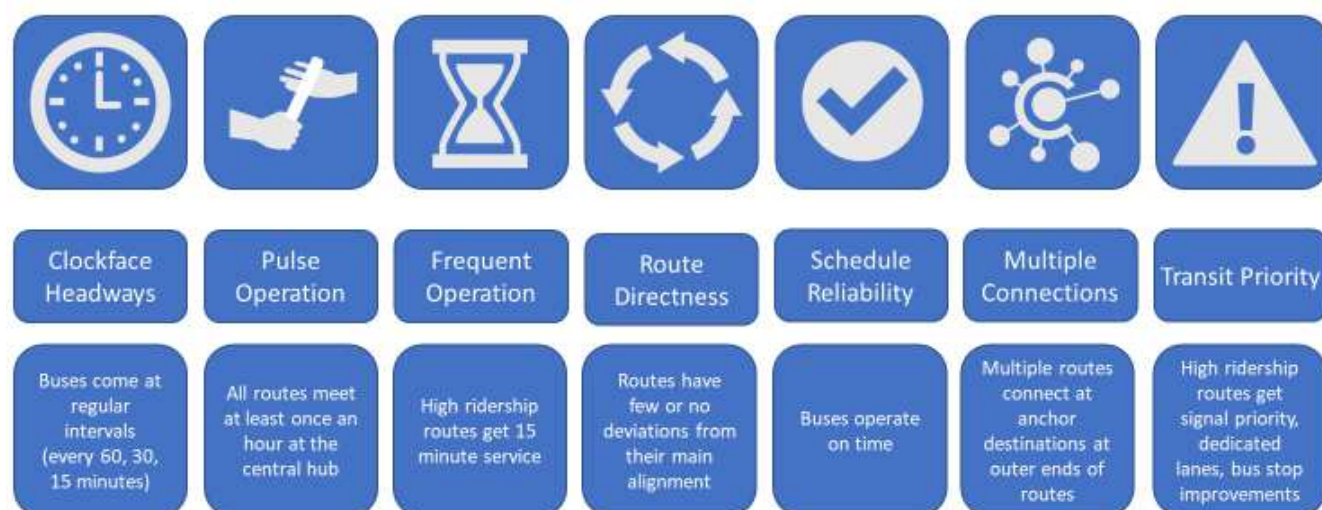 Clockface
Headways
Pulse
Operation
Frequent
Operation
Route
Directness
Schedule
Reliability
Multiple
Connections
Transit Priority
Buses come at
regular
intervals
(every 60, 30,
15 minutes)
All routes meet
at least once an
hour at the
central hub
High ridership
routes get 15
minute service
Routes have
few or no
deviations from
their main
alignment
Buses operate
on time
Multiple routes
connect at
anchor
destinations at
outer ends of
routes
High ridership
routes get
signal priority,
dedicated
lanes, bus stop
improvements